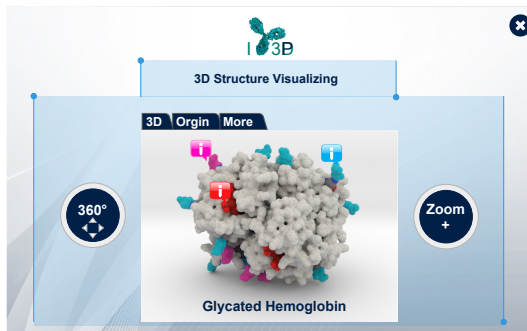 I 3D
3D Structure Visualizing
3D Orgin More
i
i
i
360°
Zoom
+
Glycated Hemoglobin